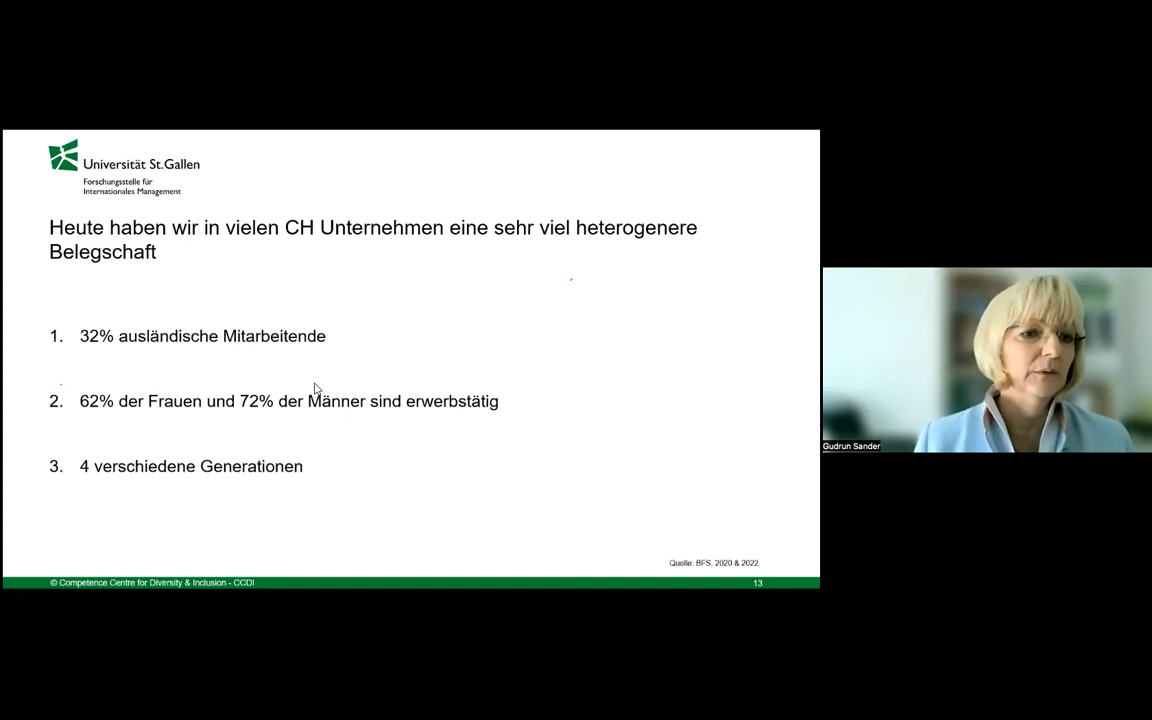 Universität St.Gallen
Forschungsstelle für
Internationales Management
Heute haben wir in vielen CH Unternehmen eine sehr viel heterogenere
Belegschaft
1. 32% ausländische Mitarbeitende
2. 62% der Frauen und 72% der Männer sind erwerbstätig
3. 4 verschiedene Generationen
Quelle: BFS, 2020 & 2022
© Competence Centre for Diversity & Inclusion - CCDI
13
Gudrun Sander